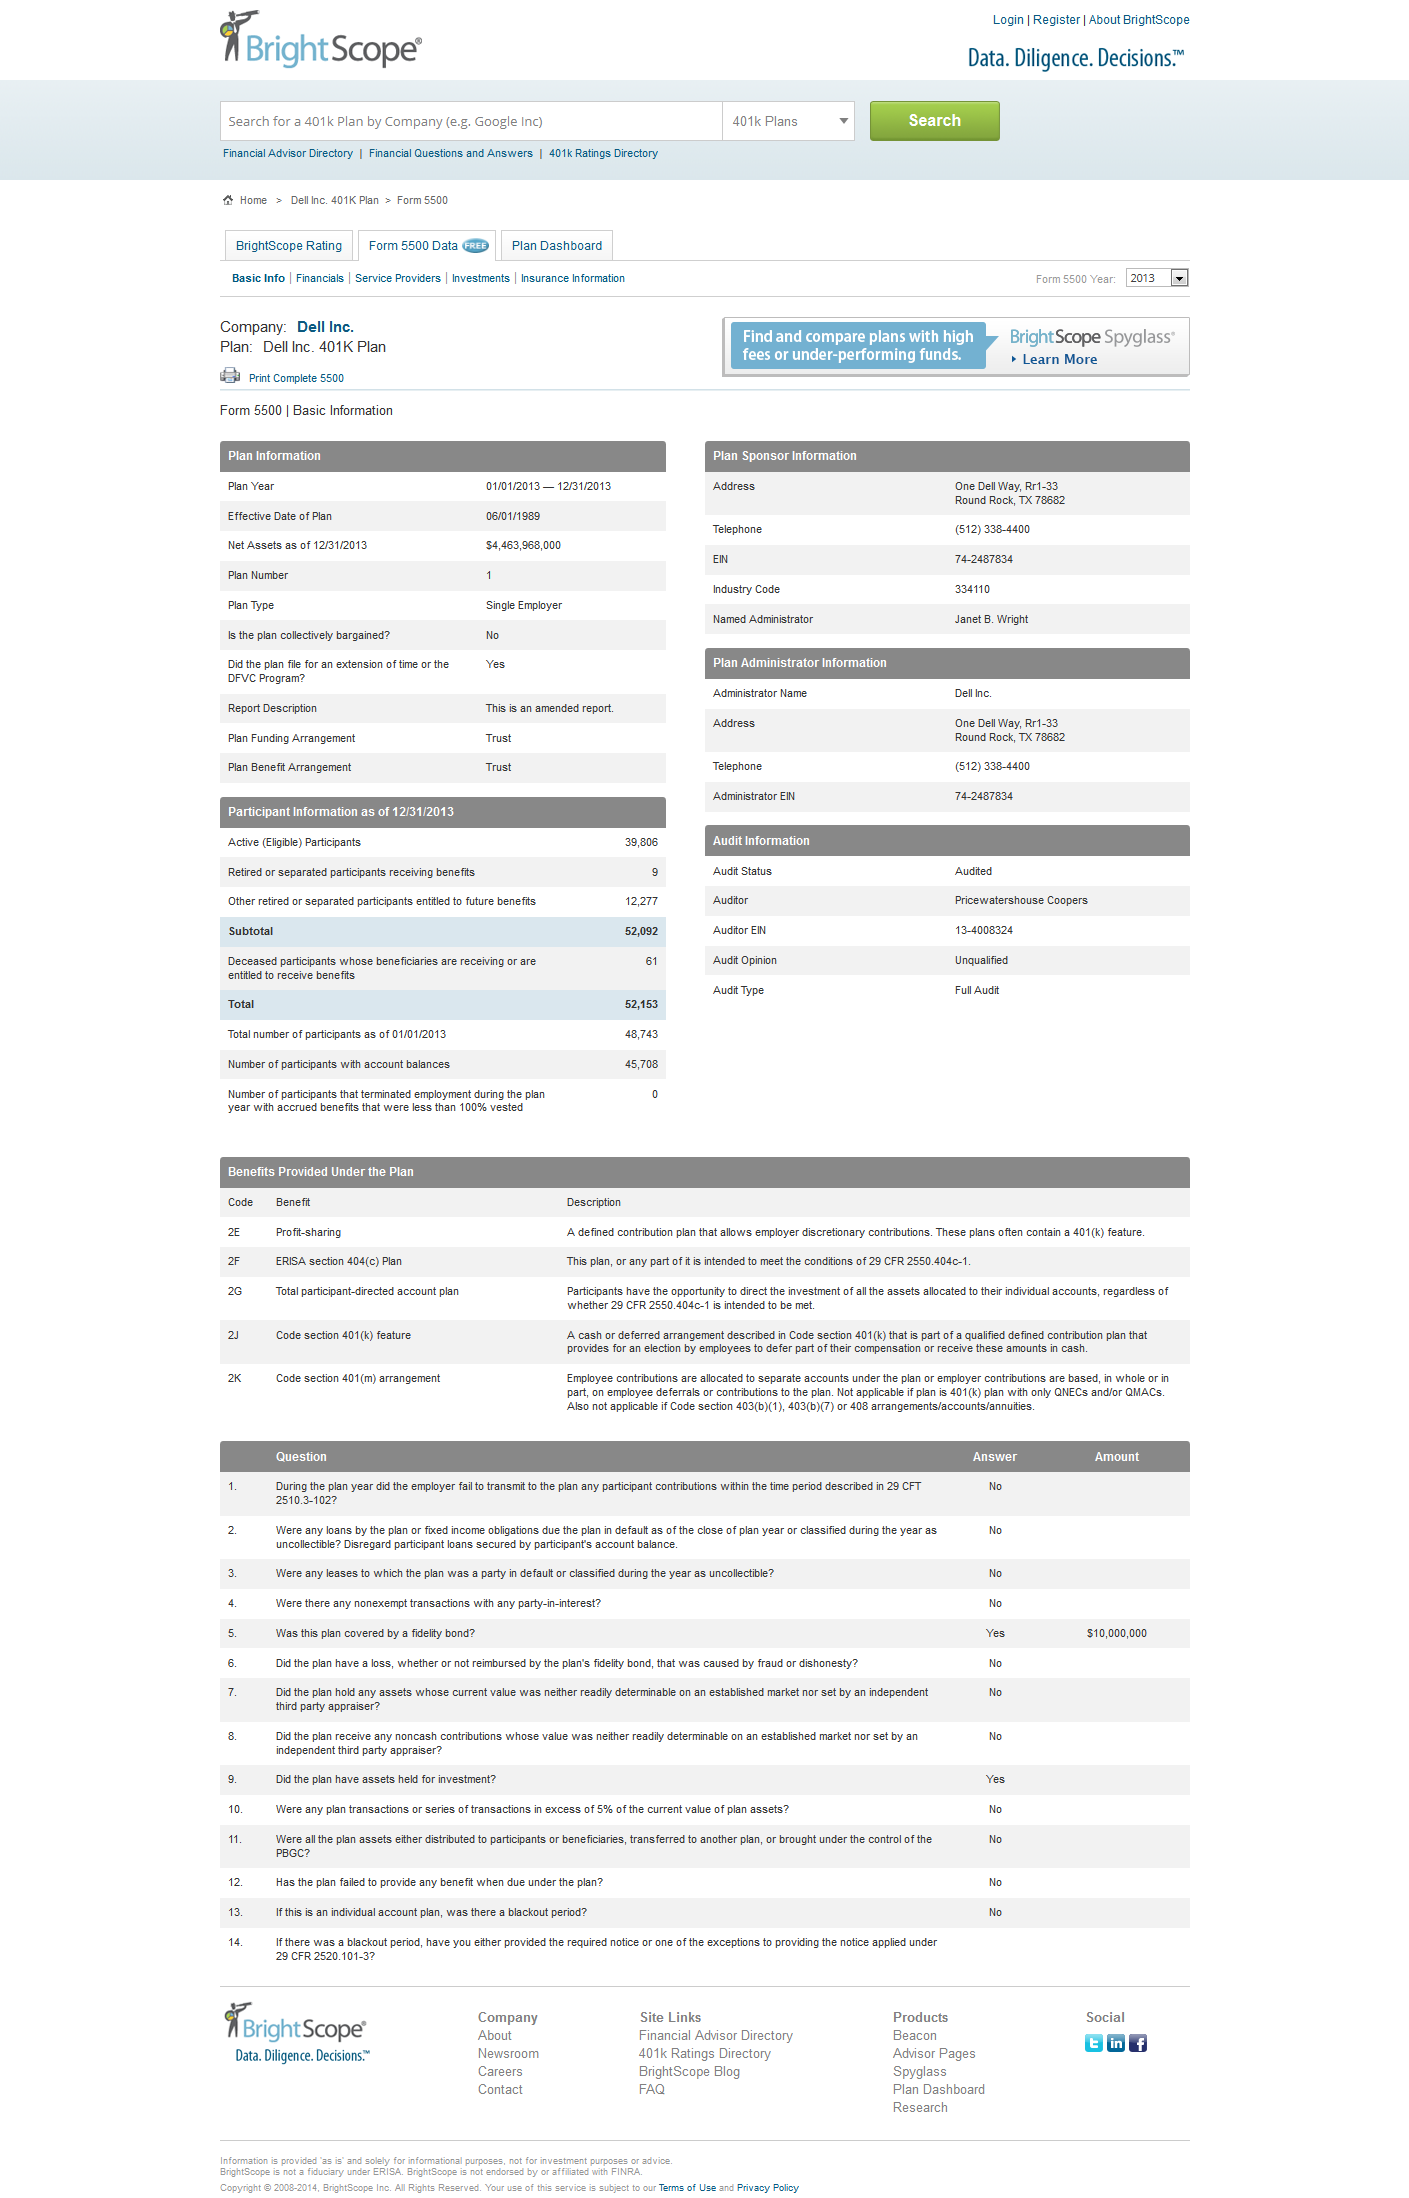 BrightScope®
Login | Register | About BrightScope
Data. Diligence. Decisions.™
Search for a 401k Plan by Company (e.g. Google Inc)
401k Plans
Search
Financial Advisor Directory | Financial Questions and Answers | 401k Ratings Directory
Home > Dell Inc. 401K Plan > Form 5500
BrightScope Rating
Form 5500 Data FREE
Plan Dashboard
Basic Info | Financials | Service Providers | Investments | Insurance Information
Form 5500 Year: 2013
Company: Dell Inc.
Plan: Dell Inc. 401K Plan
Print Complete 5500
Find and compare plans with high
fees or under-performing funds.
BrightScope Spyglass®
Learn More
Form 5500 | Basic Information
Plan Information
Plan Year 01/01/2013 — 12/31/2013
Effective Date of Plan 06/01/1989
Net Assets as of 12/31/2013 $4,463,968,000
Plan Number 1
Plan Type Single Employer
Is the plan collectively bargained? No
Did the plan file for an extension of time or the Yes
DFVC Program?
Report Description This is an amended report.
Plan Funding Arrangement Trust
Plan Benefit Arrangement Trust
Participant Information as of 12/31/2013
Active (Eligible) Participants 39,806
Retired or separated participants receiving benefits 9
Other retired or separated participants entitled to future benefits 12,277
Subtotal 52,092
Deceased participants whose beneficiaries are receiving or are 61
entitled to receive benefits
Total 52,153
Total number of participants as of 01/01/2013 48,743
Number of participants with account balances 45,708
Number of participants that terminated employment during the plan 0
year with accrued benefits that were less than 100% vested
Plan Sponsor Information
Address One Dell Way, Rr1-33
Round Rock, TX 78682
Telephone (512) 338-4400
EIN 74-2487834
Industry Code 334110
Named Administrator Janet B. Wright
Plan Administrator Information
Administrator Name Dell Inc.
Address One Dell Way, Rr1-33
Round Rock, TX 78682
Telephone (512) 338-4400
Administrator EIN 74-2487834
Audit Information
Audit Status Audited
Auditor Pricewatershouse Coopers
Auditor EIN 13-4008324
Audit Opinion Unqualified
Audit Type Full Audit
Benefits Provided Under the Plan
Code Benefit Description
2E Profit-sharing A defined contribution plan that allows employer discretionary contributions. These plans often contain a 401(k) feature.
2F ERISA section 404(c) Plan This plan, or any part of it is intended to meet the conditions of 29 CFR 2550.404c-1.
2G Total participant-directed account plan Participants have the opportunity to direct the investment of all the assets allocated to their individual accounts, regardless of
whether 29 CFR 2550.404c-1 is intended to be met.
2J Code section 401(k) feature A cash or deferred arrangement described in Code section 401(k) that is part of a qualified defined contribution plan that
provides for an election by employees to defer part of their compensation or receive these amounts in cash.
2K Code section 401(m) arrangement Employee contributions are allocated to separate accounts under the plan or employer contributions are based, in whole or in
part, on employee deferrals or contributions to the plan. Not applicable if plan is 401(k) plan with only QNECs and/or QMACs.
Also not applicable if Code section 403(b)(1), 403(b)(7) or 408 arrangements/accounts/annuities.
Question Answer Amount
1. During the plan year did the employer fail to transmit to the plan any participant contributions within the time period described in 29 CFT No
2510.3-102?
2. Were any loans by the plan or fixed income obligations due the plan in default as of the close of plan year or classified during the year as No
uncollectible? Disregard participant loans secured by participant's account balance.
3. Were any leases to which the plan was a party in default or classified during the year as uncollectible? No
4. Were there any nonexempt transactions with any party-in-interest? No
5. Was this plan covered by a fidelity bond? Yes $10,000,000
6. Did the plan have a loss, whether or not reimbursed by the plan's fidelity bond, that was caused by fraud or dishonesty? No
7. Did the plan hold any assets whose current value was neither readily determinable on an established market nor set by an independent No
third party appraiser?
8. Did the plan receive any noncash contributions whose value was neither readily determinable on an established market nor set by an No
independent third party appraiser?
9. Did the plan have assets held for investment? Yes
10. Were any plan transactions or series of transactions in excess of 5% of the current value of plan assets? No
11. Were all the plan assets either distributed to participants or beneficiaries, transferred to another plan, or brought under the control of the No
PBGC?
12. Has the plan failed to provide any benefit when due under the plan? No
13. If this is an individual account plan, was there a blackout period? No
14. If there was a blackout period, have you either provided the required notice or one of the exceptions to providing the notice applied under
29 CFR 2520.101-3?
BrightScope®
Data. Diligence. Decisions.™
Company
About
Newsroom
Careers
Contact
Site Links
Financial Advisor Directory
401k Ratings Directory
BrightScope Blog
FAQ
Products
Beacon
Advisor Pages
Spyglass
Plan Dashboard
Research
Social
Information is provided 'as is' and solely for informational purposes, not for investment purposes or advice.
BrightScope is not a fiduciary under ERISA. BrightScope is not endorsed by or affiliated with FINRA.
Copyright © 2008-2014, BrightScope Inc. All Rights Reserved. Your use of this service is subject to our Terms of Use and Privacy Policy